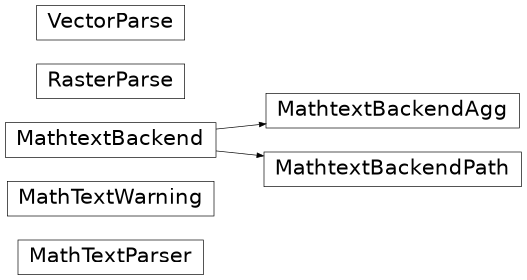 VectorParse
RasterParse
MathtextBackendAgg
MathtextBackend
MathtextBackendPath
MathTextWarning
MathTextParser